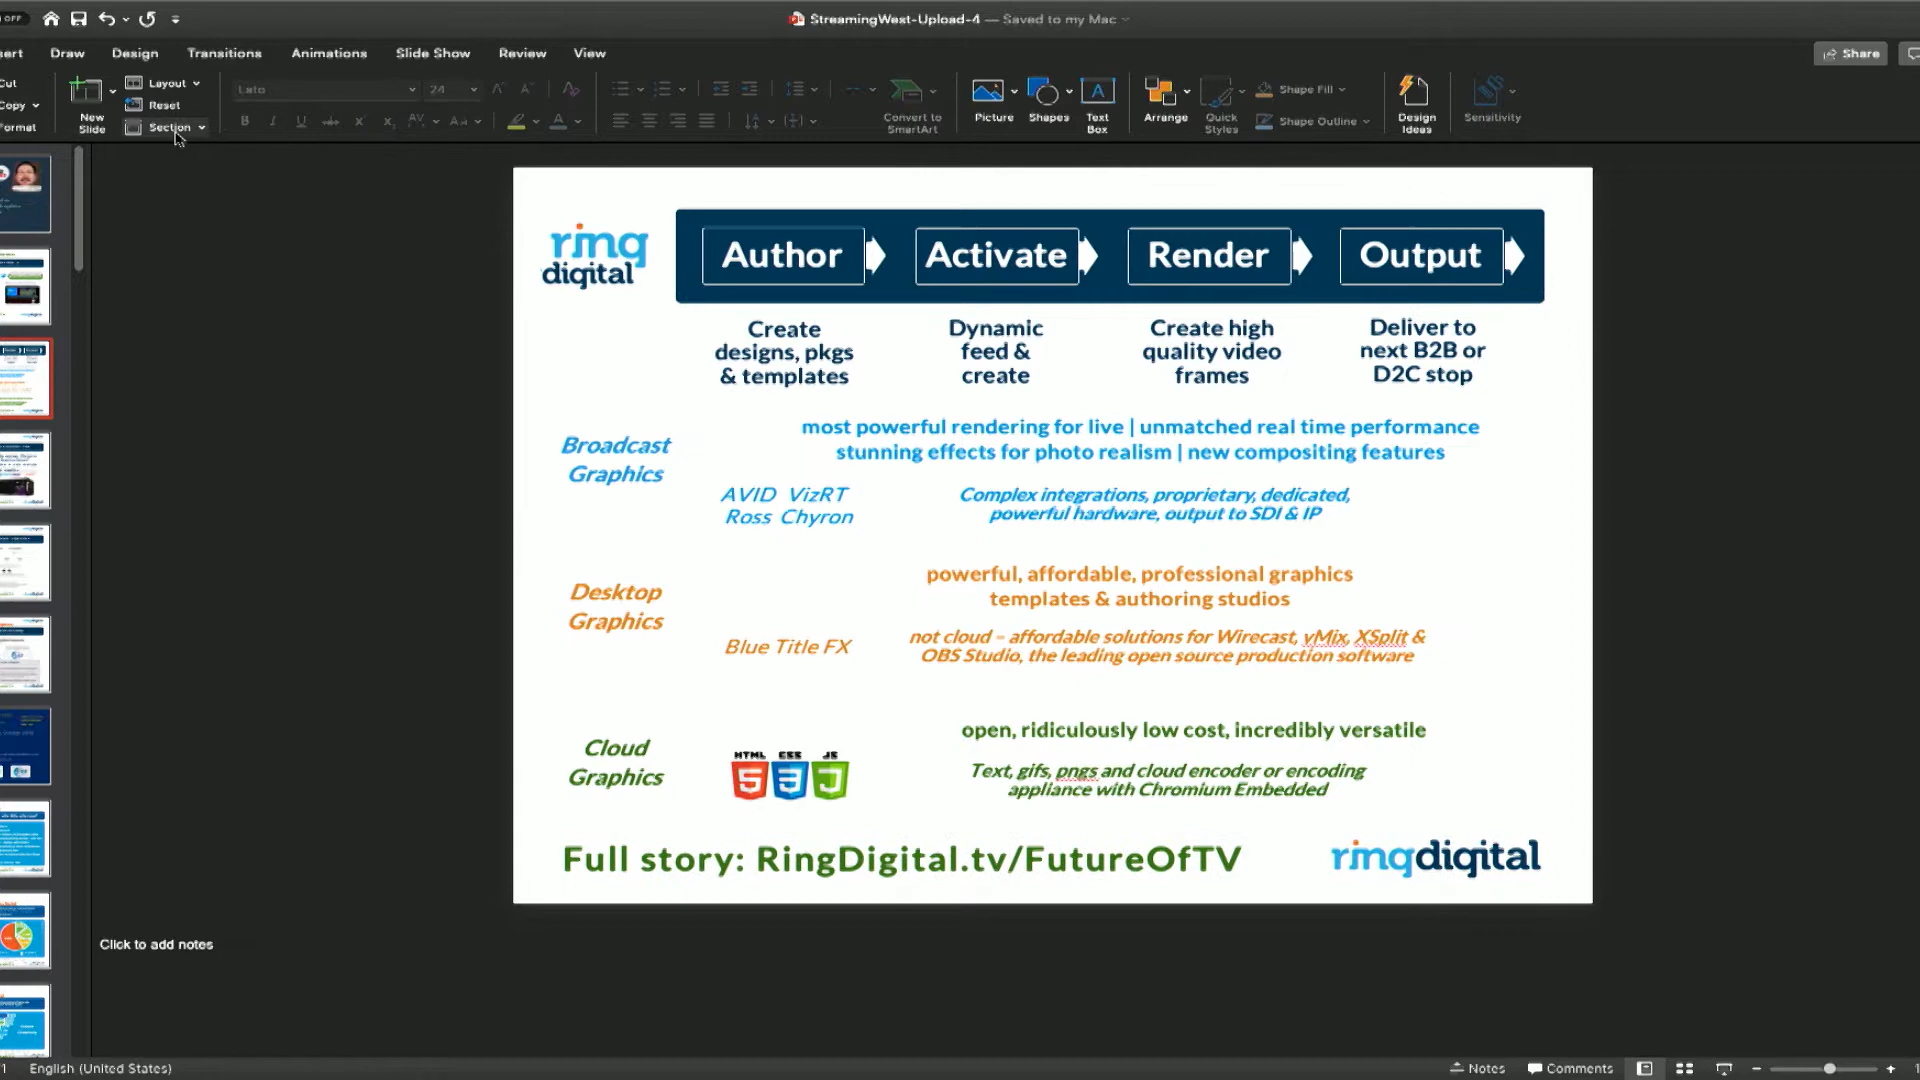 OFF
StreamingWest-Upload-4 — Saved to my Mac
Draw Design Transitions Animations Slide Show Review View
Share
Copy
New Slide
Layout
Reset
Section
Lato
24
Convert to SmartArt
Picture
Shapes
Text Box
Arrange
Quick Styles
Shape Fill
Shape Outline
Design Ideas
Sensitivity
ring digital
Author Activate Render Output
Create designs, pkgs & templates
Dynamic feed & create
Create high quality video frames
Deliver to next B2B or D2C stop
Broadcast
Graphics
most powerful rendering for live | unmatched real time performance
stunning effects for photo realism | new compositing features
AVID VizRT
Ross Chyron
Complex integrations, proprietary, dedicated,
powerful hardware, output to SDI & IP
Desktop
Graphics
powerful, affordable, professional graphics
templates & authoring studios
Blue Title FX
not cloud – affordable solutions for Wirecast, vMix, XSplit &
OBS Studio, the leading open source production software
Cloud
Graphics
HTML CSS JS
5 3 J
open, ridiculously low cost, incredibly versatile
Text, gifs, pngs and cloud encoder or encoding
appliance with Chromium Embedded
Full story: RingDigital.tv/FutureOfTV
ringdigital
Click to add notes
English (United States)
Notes
Comments